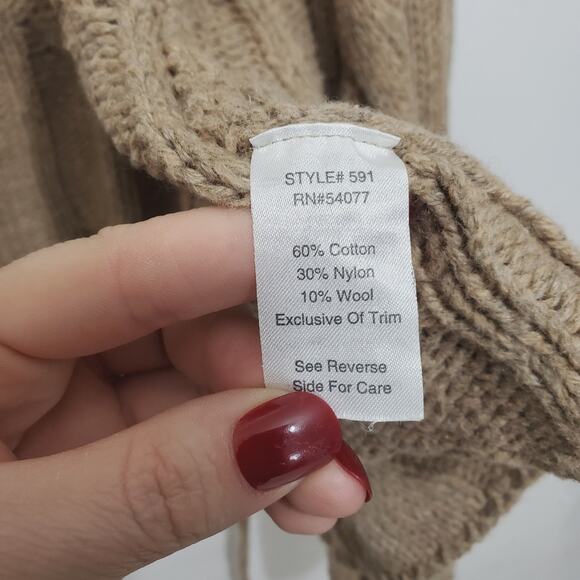 STYLE# 591
RN#54077
60% Cotton
30% Nylon
10% Wool
Exclusive Of Trim
See Reverse
Side For Care